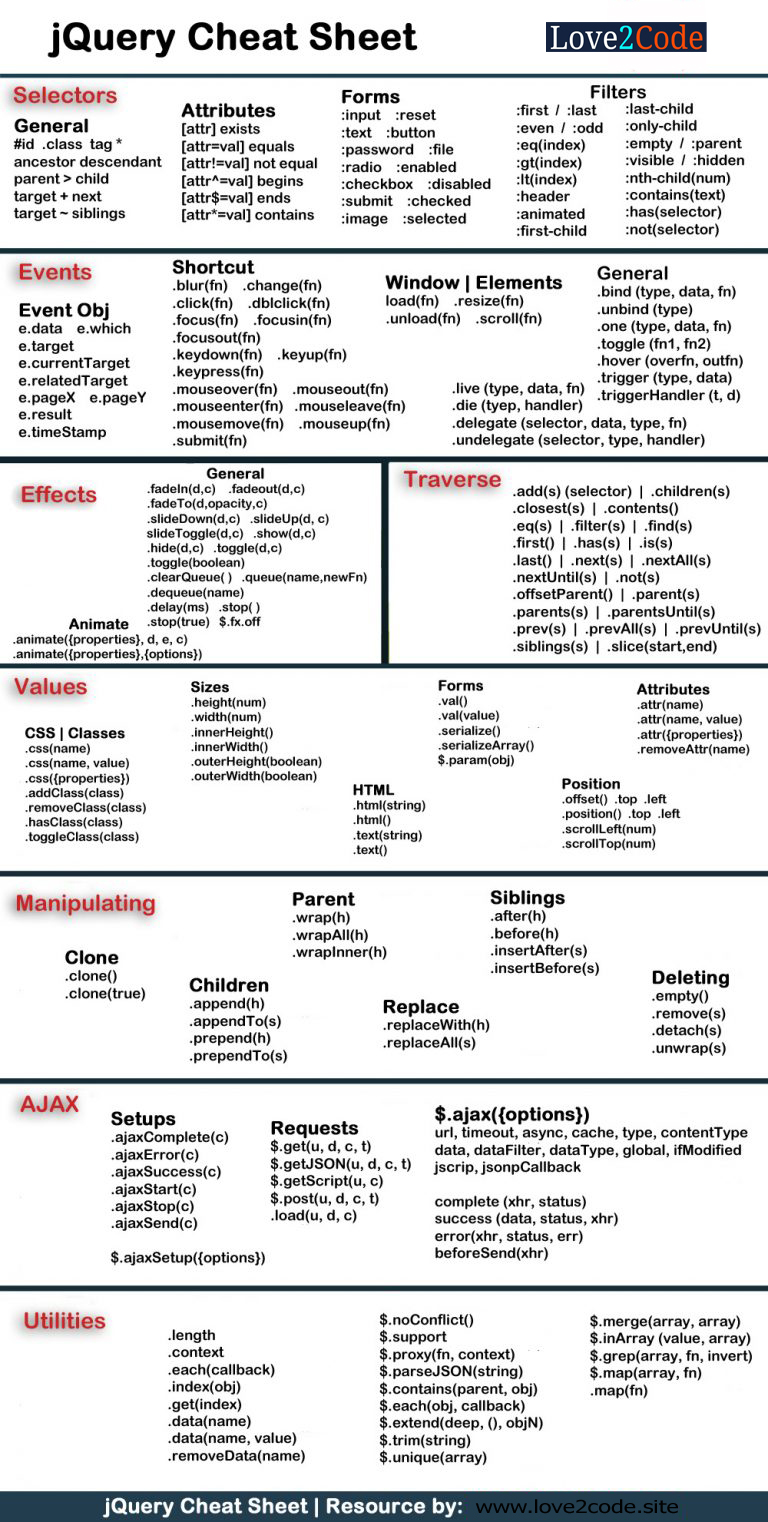 jQuery Cheat Sheet
Love2Code
Selectors
General
#id .class tag *
ancestor descendant
parent > child
target + next
target ~ siblings
Attributes
[attr] exists
[attr=val] equals
[attr!=val] not equal
[attr^=val] begins
[attr$=val] ends
[attr*=val] contains
Forms
:input :reset
:text :button
:password :file
:radio :enabled
:checkbox :disabled
:submit :checked
:image :selected
Filters
:first / :last
:even / :odd
:eq(index)
:gt(index)
:lt(index)
:header
:animated
:first-child
:last-child
:only-child
:empty / :parent
:visible / :hidden
:nth-child(num)
:contains(text)
:has(selector)
:not(selector)
Events
Event Obj
e.data e.which
e.target
e.currentTarget
e.relatedTarget
e.pageX e.pageY
e.result
e.timeStamp
Shortcut
.blur(fn) .change(fn)
.click(fn) .dblclick(fn)
.focus(fn) .focusin(fn)
.focusout(fn)
.keydown(fn) .keyup(fn)
.keypress(fn)
.mouseover(fn) .mouseout(fn)
.mouseenter(fn) .mouseleave(fn)
.mousemove(fn) .mouseup(fn)
.submit(fn)
Window | Elements
load(fn) .resize(fn)
.unload(fn) .scroll(fn)
General
.bind (type, data, fn)
.unbind (type)
.one (type, data, fn)
.toggle (fn1, fn2)
.hover (overfn, outfn)
.trigger (type, data)
.triggerHandler (t, d)
.live (type, data, fn)
.die (tyep, handler)
.delegate (selector, data, type, fn)
.undelegate (selector, type, handler)
Effects
General
.fadeIn(d,c) .fadeout(d,c)
.fadeTo(d,opacity,c)
.slideDown(d,c) .slideUp(d, c)
slideToggle(d,c) .show(d,c)
.hide(d,c) .toggle(d,c)
.toggle(boolean)
.clearQueue( ) .queue(name,newFn)
.dequeue(name)
.delay(ms) .stop( )
.stop(true) $.fx.off
Animate
.animate({properties}, d, e, c)
.animate({properties},{options})
Traverse
.add(s) (selector) | .children(s)
.closest(s) | .contents()
.eq(s) | .filter(s) | .find(s)
.first() | .has(s) | .is(s)
.last() | .next(s) | .nextAll(s)
.nextUntil(s) | .not(s)
.offsetParent() | .parent(s)
.parents(s) | .parentsUntil(s)
.prev(s) | .prevAll(s) | .prevUntil(s)
.siblings(s) | .slice(start,end)
Values
CSS | Classes
.css(name)
.css(name, value)
.css({properties})
.addClass(class)
.removeClass(class)
.hasClass(class)
.toggleClass(class)
Sizes
.height(num)
.width(num)
.innerHeight()
.innerWidth()
.outerHeight(boolean)
.outerWidth(boolean)
HTML
.html(string)
.html()
.text(string)
.text()
Forms
.val()
.val(value)
.serialize()
.serializeArray()
$.param(obj)
Position
.offset() .top .left
.position() .top .left
.scrollLeft(num)
.scrollTop(num)
Attributes
.attr(name)
.attr(name, value)
.attr({properties})
.removeAttr(name)
Manipulating
Clone
.clone()
.clone(true)
Children
.append(h)
.appendTo(s)
.prepend(h)
.prependTo(s)
Parent
.wrap(h)
.wrapAll(h)
.wrapInner(h)
Replace
.replaceWith(h)
.replaceAll(s)
Siblings
.after(h)
.before(h)
.insertAfter(s)
.insertBefore(s)
Deleting
.empty()
.remove(s)
.detach(s)
.unwrap(s)
AJAX
Setups
.ajaxComplete(c)
.ajaxError(c)
.ajaxSuccess(c)
.ajaxStart(c)
.ajaxStop(c)
.ajaxSend(c)
$.ajaxSetup({options})
Requests
$.get(u, d, c, t)
$.getJSON(u, d, c, t)
$.getScript(u, c)
$.post(u, d, c, t)
.load(u, d, c)
$.ajax({options})
url, timeout, async, cache, type, contentType
data, dataFilter, dataType, global, ifModified
jscrip, jsonpCallback
complete (xhr, status)
success (data, status, xhr)
error(xhr, status, err)
beforeSend(xhr)
Utilities
.length
.context
.each(callback)
.index(obj)
.get(index)
.data(name)
.data(name, value)
.removeData(name)
$.noConflict()
$.support
$.proxy(fn, context)
$.parseJSON(string)
$.contains(parent, obj)
$.each(obj, callback)
$.extend(deep, (), objN)
$.trim(string)
$.unique(array)
$.merge(array, array)
$.inArray (value, array)
$.grep(array, fn, invert)
$.map(array, fn)
.map(fn)
jQuery Cheat Sheet | Resource by: www.love2code.site